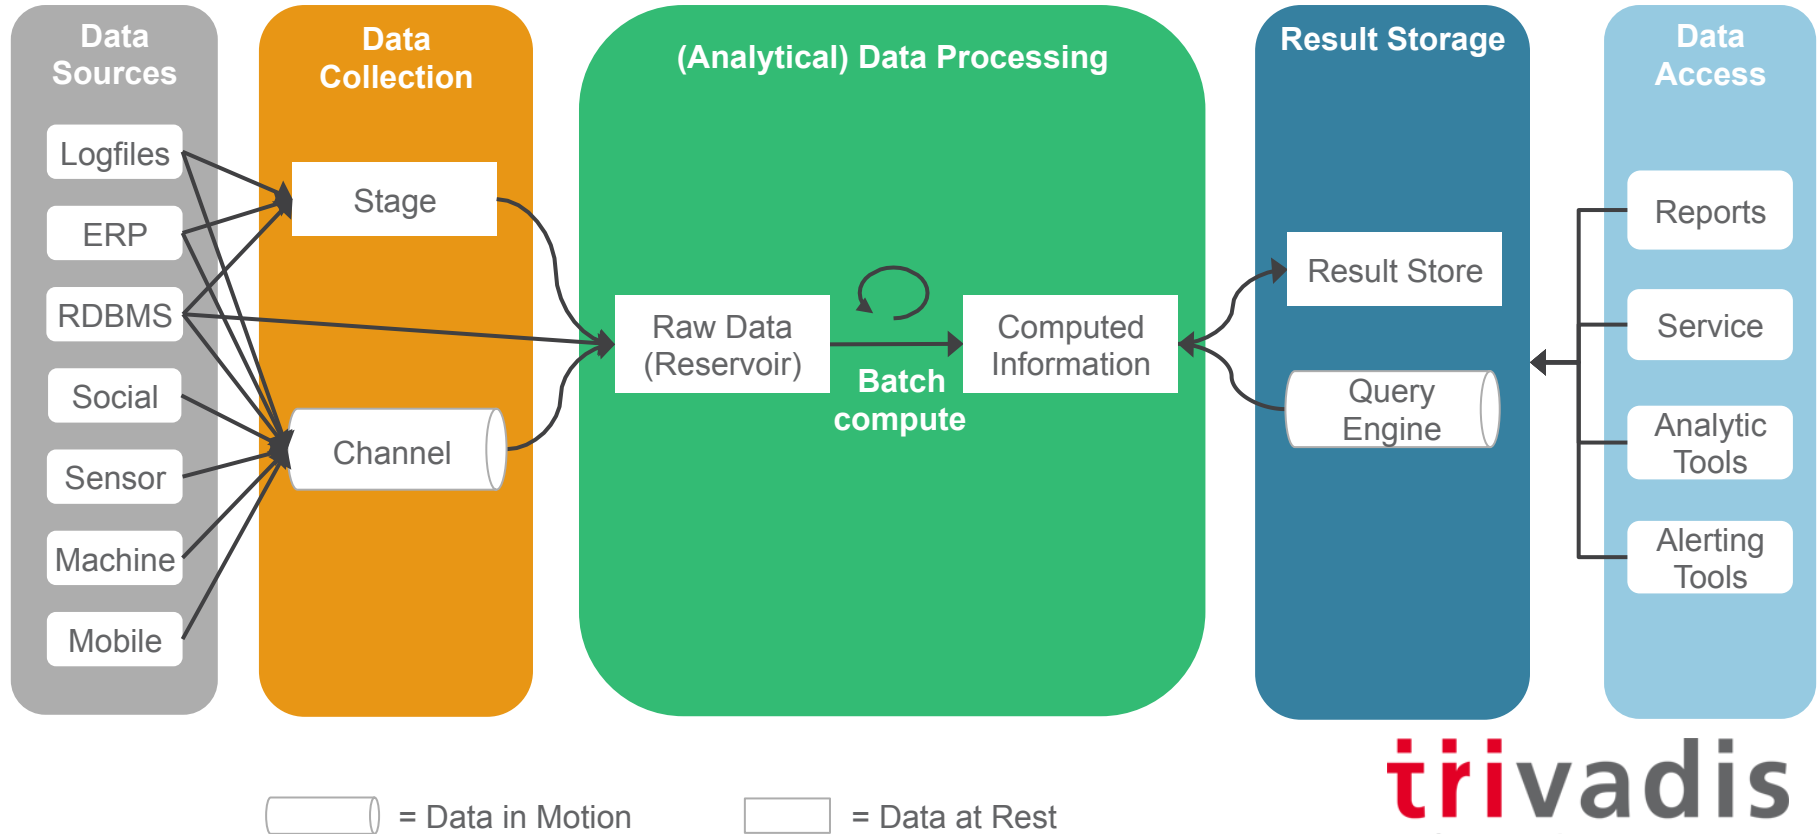 Data
Sources
Logfiles
ERP
RDBMS
Social
Sensor
Machine
Mobile
Data
Collection
Stage
Channel
(Analytical) Data Processing
Raw Data
(Reservoir)
Batch
compute
Computed
Information
Result Storage
Result Store
Query
Engine
Data
Access
Reports
Service
Analytic
Tools
Alerting
Tools
= Data in Motion
= Data at Rest
trivadis